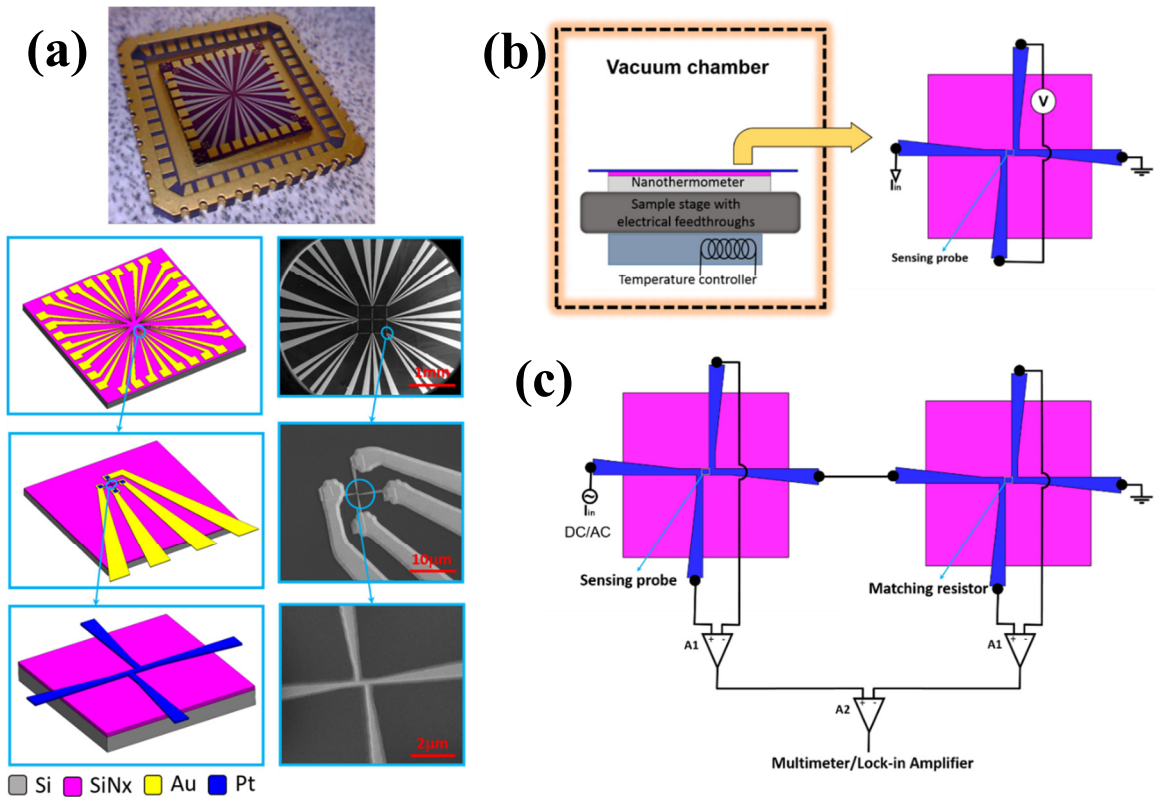 (a)
1mm
10μm
2μm
Si SiNx Au Pt
(b)
Vacuum chamber
Nanothermometer
Sample stage with
electrical feedthroughs
Temperature controller
V
Iin
Sensing probe
(c)
Iin
DC/AC
Sensing probe
Matching resistor
A1
+ -
A1
+ -
A2
+ -
Multimeter/Lock-in Amplifier